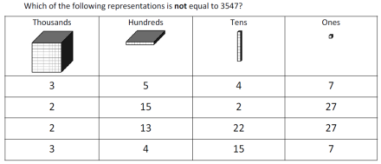 Which of the following representations is not equal to 3547?
Thousands Hundreds Tens Ones
3 5 4 7
2 15 2 27
2 13 22 27
3 4 15 7